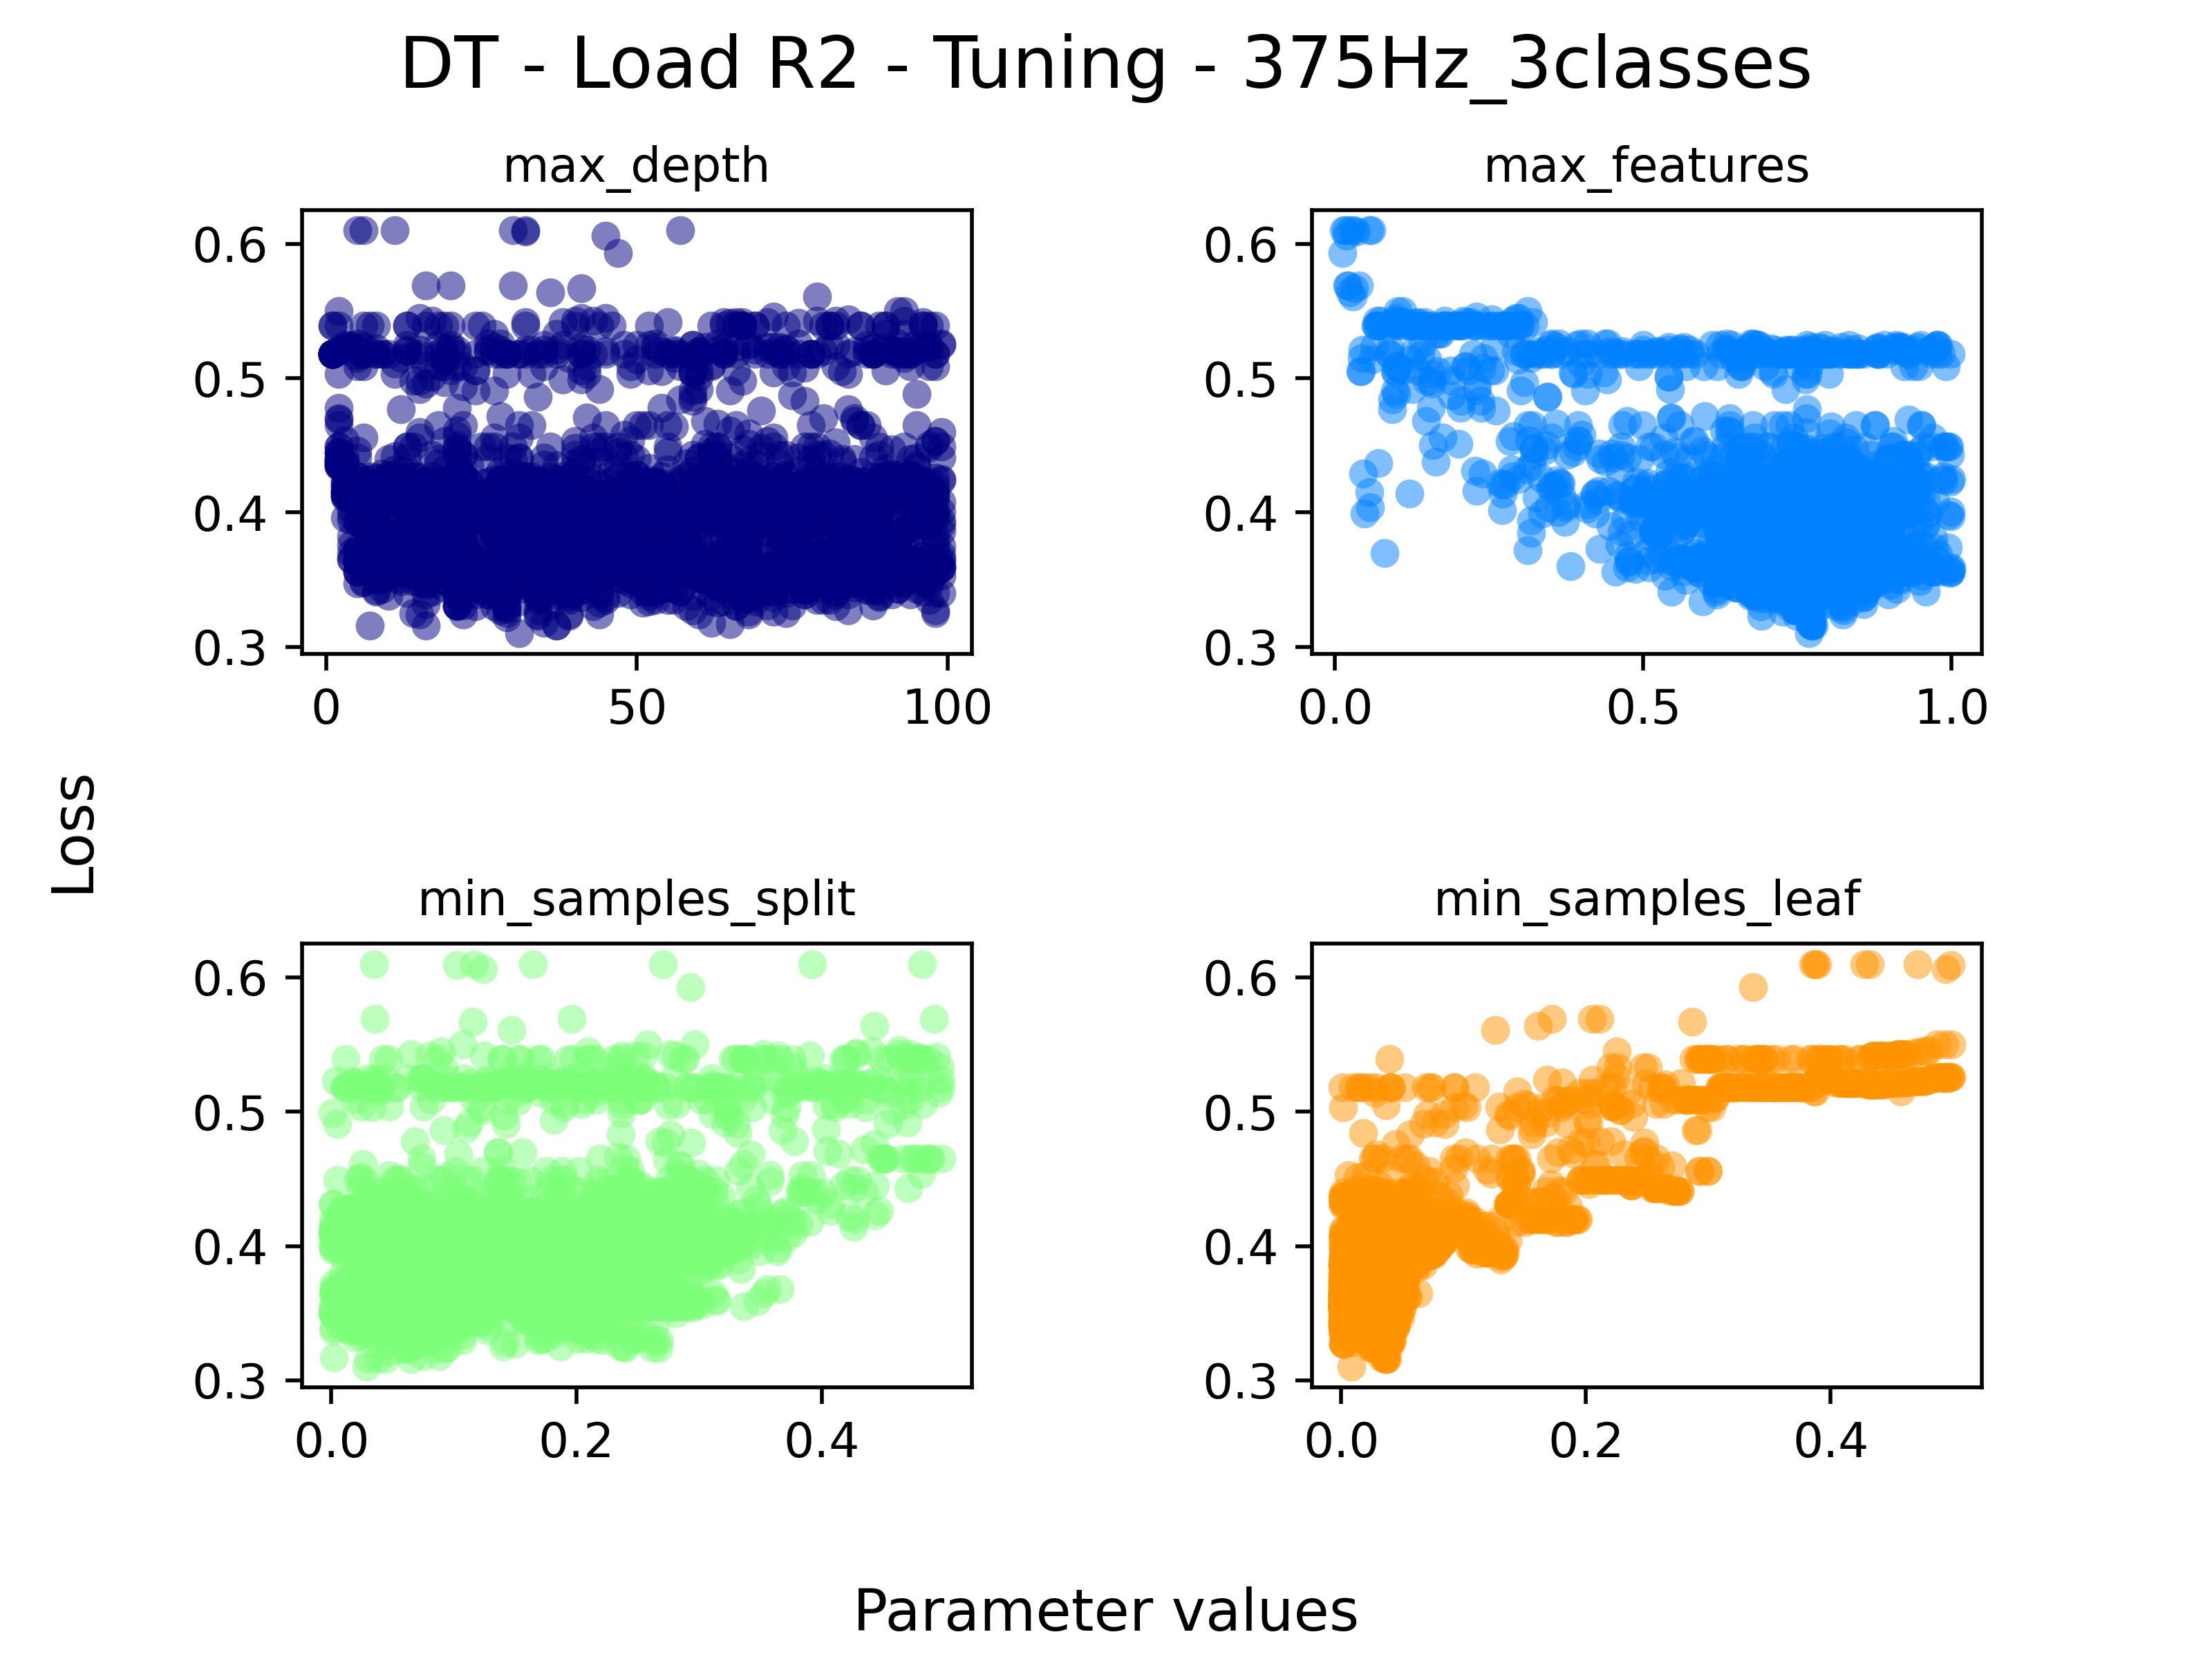 DT - Load R2 - Tuning - 375Hz_3classes
max_depth
max_features
0.6
0.5
0.4
0.3
0 50 100
0.6
0.5
0.4
0.3
0.0 0.5 1.0
Loss
min_samples_split
min_samples_leaf
0.6
0.5
0.4
0.3
0.0 0.2 0.4
0.6
0.5
0.4
0.3
0.0 0.2 0.4
Parameter values